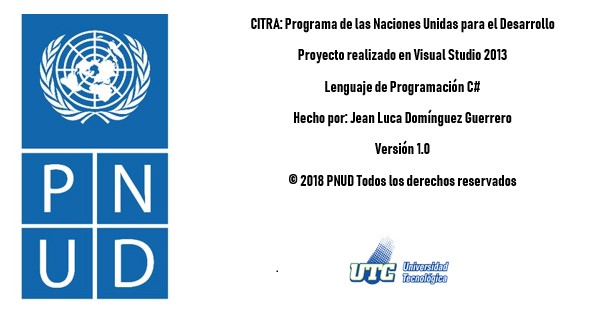 CITRA: Programa de las Naciones Unidas para el Desarrollo
Proyecto realizado en Visual Studio 2013
Lenguaje de Programación C#
Hecho por: Jean Luca Domínguez Guerrero
Versión 1.0
© 2018 PNUD Todos los derechos reservados
P N
U D
.
UTC Universidad
Tecnológica